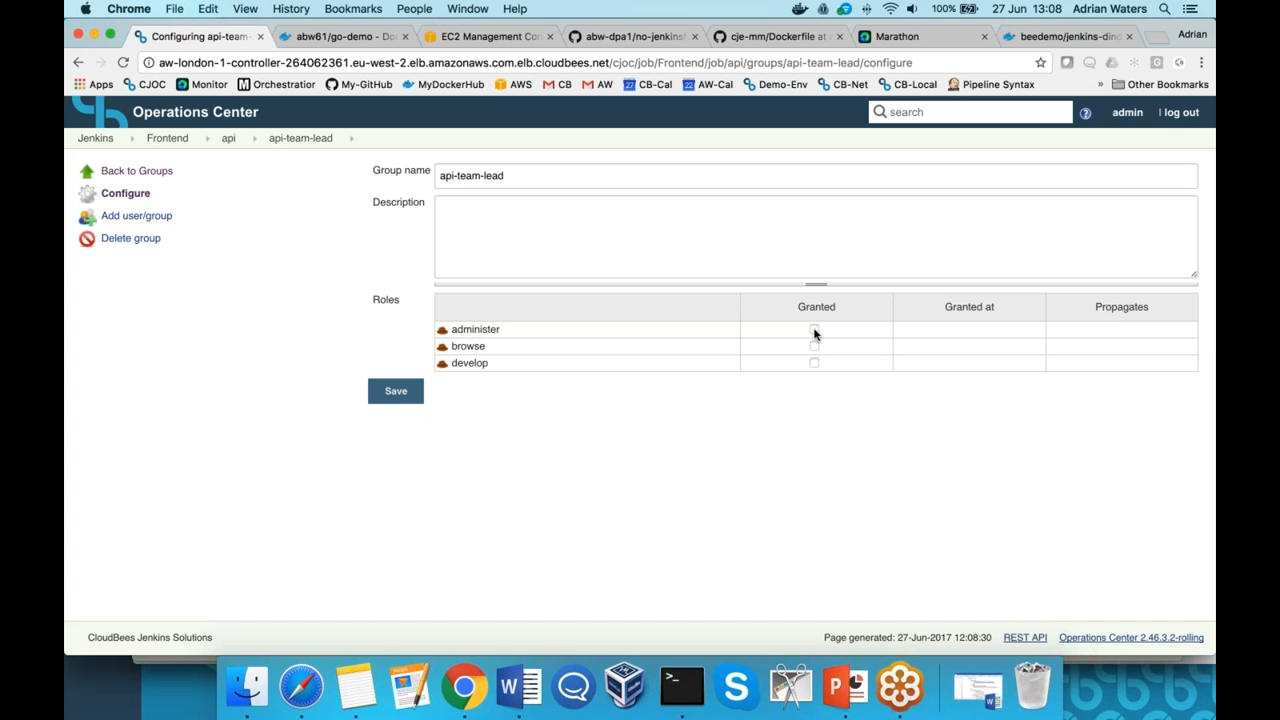 Chrome File Edit View History Bookmarks People Window Help 100% 27 Jun 13:08 Adrian Waters
Configuring api-team- abw61/go-demo - Do EC2 Management Con abw-dpa1/no-jenkinsf cje-mm/Dockerfile at Marathon beedemo/jenkins-dind Adrian
aw-london-1-controller-264062361.eu-west-2.elb.amazonaws.com.elb.cloudbees.net/cjoc/job/Frontend/job/api/groups/api-team-lead/configure
Apps CJOC Monitor Orchestratior My-GitHub MyDockerHub AWS CB AW CB-Cal AW-Cal Demo-Env CB-Net CB-Local Pipeline Syntax » Other Bookmarks
Operations Center search admin log out
Jenkins Frontend api api-team-lead
Back to Groups
Configure
Add user/group
Delete group
Group name api-team-lead
Description
Roles Granted Granted at Propagates
administer
browse
develop
Save
CloudBees Jenkins Solutions Page generated: 27-Jun-2017 12:08:30 REST API Operations Center 2.46.3.2-rolling